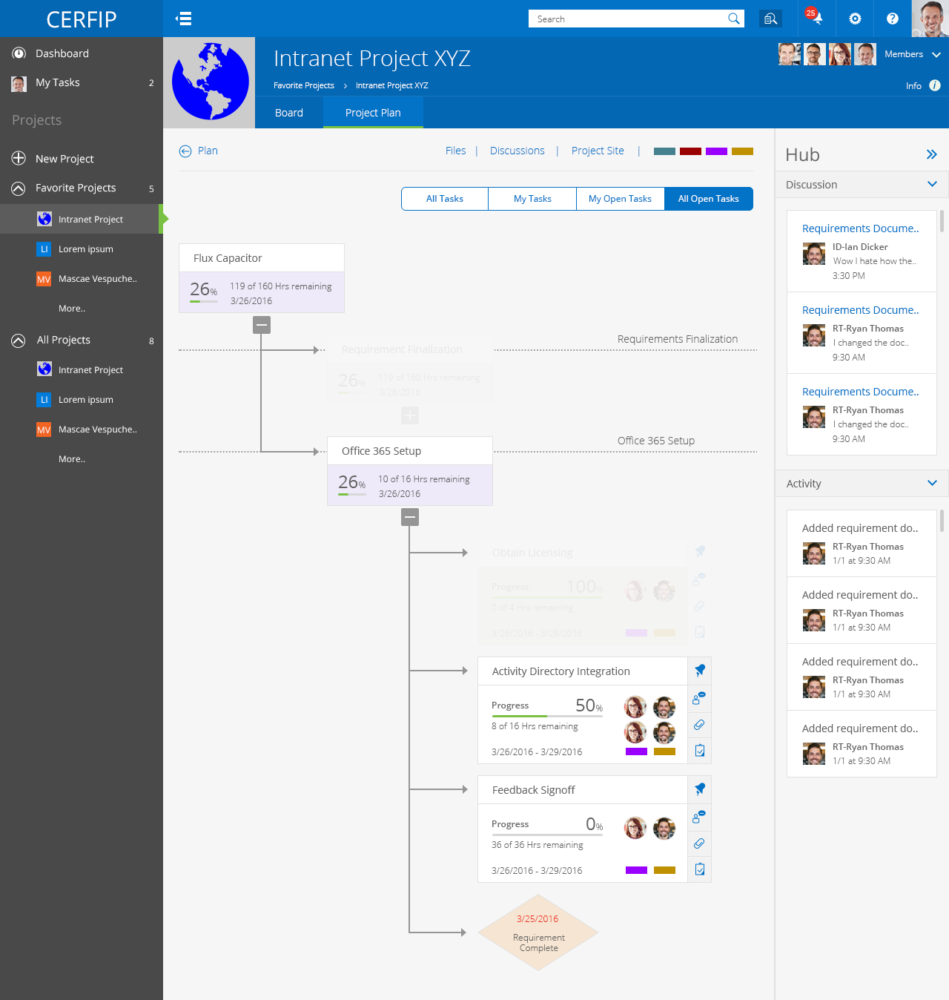 CERFIP
Search
25
Dashboard
My Tasks 2
Projects
New Project
Favorite Projects 5
Intranet Project
LI Lorem ipsum
MV Mascae Vespuche..
More..
All Projects 8
Intranet Project
LI Lorem ipsum
MV Mascae Vespuche..
More..
Intranet Project XYZ
Favorite Projects > Intranet Project XYZ
Members
Info
Board
Project Plan
Plan
Files | Discussions | Project Site |
All Tasks
My Tasks
My Open Tasks
All Open Tasks
Flux Capacitor
26%
119 of 160 Hrs remaining
3/26/2016
Requirements Finalization
Requirement Finalization
26%
119 of 160 Hrs remaining
3/26/2016
Office 365 Setup
Office 365 Setup
26%
10 of 16 Hrs remaining
3/26/2016
Obtain Licensing
Progress 100%
0 of 4 Hrs remaining
3/26/2016 - 3/29/2016
Activity Directory Integration
Progress 50%
8 of 16 Hrs remaining
3/26/2016 - 3/29/2016
Feedback Signoff
Progress 0%
36 of 36 Hrs remaining
3/26/2016 - 3/29/2016
3/25/2016
Requirement
Complete
Hub
Discussion
Requirements Docume..
ID-Ian Dicker
Wow I hate how the..
3:30 PM
Requirements Docume..
RT-Ryan Thomas
I changed the doc..
9:30 AM
Requirements Docume..
RT-Ryan Thomas
I changed the doc..
9:30 AM
Activity
Added requirement do..
RT-Ryan Thomas
1/1 at 9:30 AM
Added requirement do..
RT-Ryan Thomas
1/1 at 9:30 AM
Added requirement do..
RT-Ryan Thomas
1/1 at 9:30 AM
Added requirement do..
RT-Ryan Thomas
1/1 at 9:30 AM